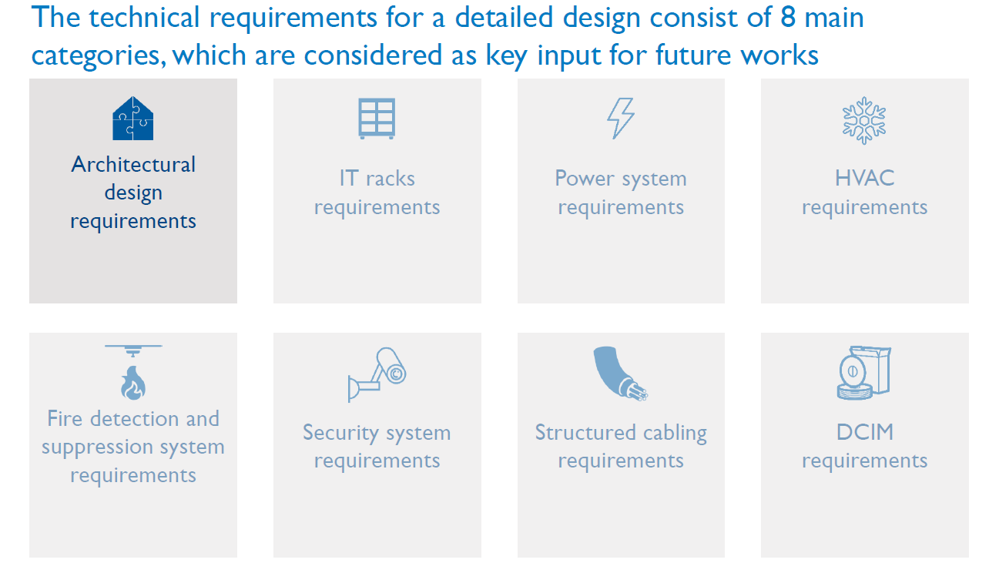 The technical requirements for a detailed design consist of 8 main
categories, which are considered as key input for future works
Architectural
design
requirements
IT racks
requirements
Power system
requirements
HVAC
requirements
Fire detection and
suppression system
requirements
Security system
requirements
Structured cabling
requirements
DCIM
requirements